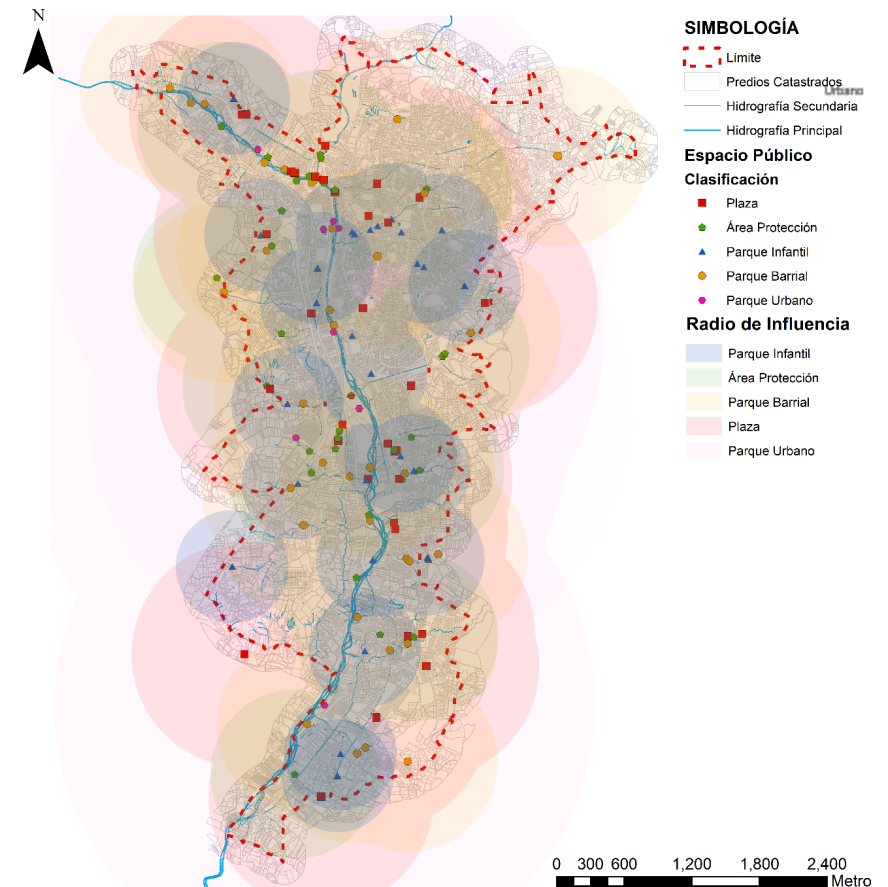 N
SIMBOLOGÍA
Límite
Predios Catastrados
Urbano
Hidrografía Secundaria
Hidrografía Principal
Espacio Público
Clasificación
Plaza
Área Protección
Parque Infantil
Parque Barrial
Parque Urbano
Radio de Influencia
Parque Infantil
Área Protección
Parque Barrial
Plaza
Parque Urbano
0 300 600 1,200 1,800 2,400
Metro